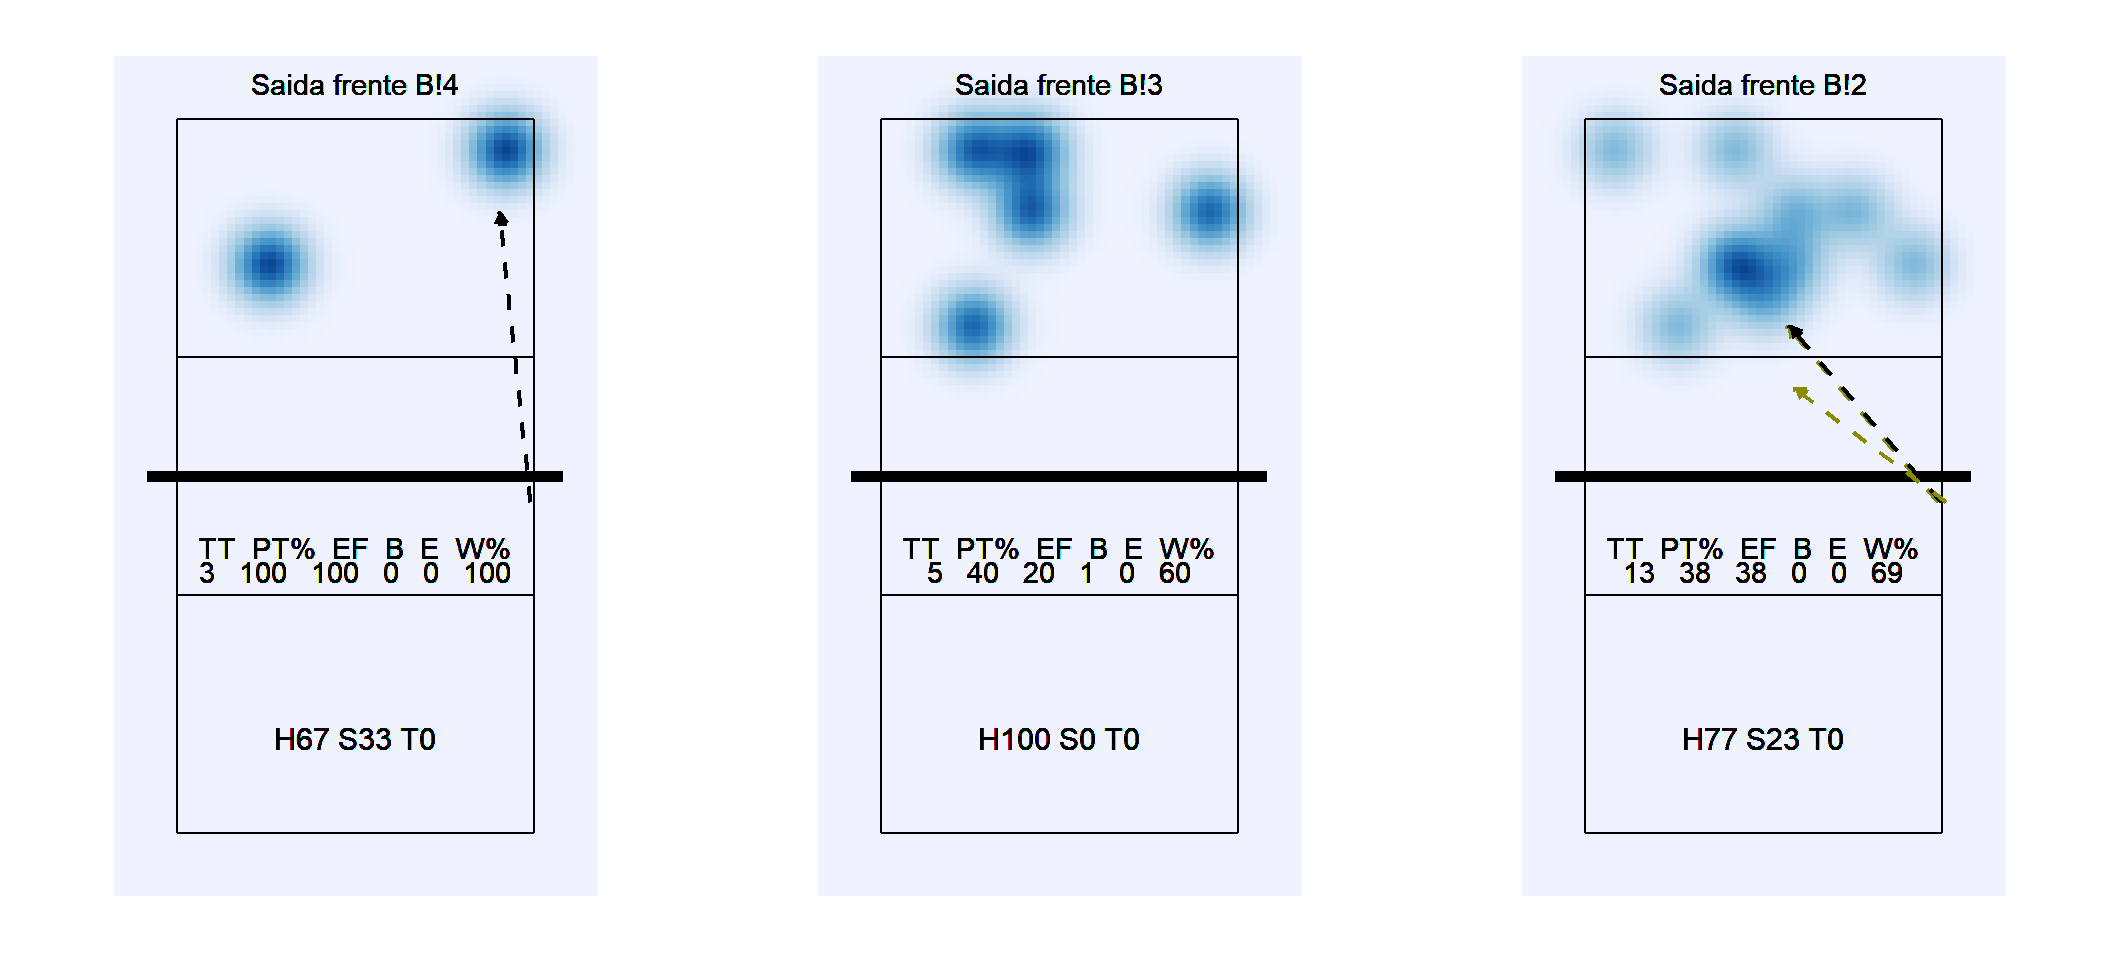 Saida frente B!4
TT PT% EF B E W%
3 100 100 0 0 100
H67 S33 T0
Saida frente B!3
TT PT% EF B E W%
5 40 20 1 0 60
H100 S0 T0
Saida frente B!2
TT PT% EF B E W%
13 38 38 0 0 69
H77 S23 T0